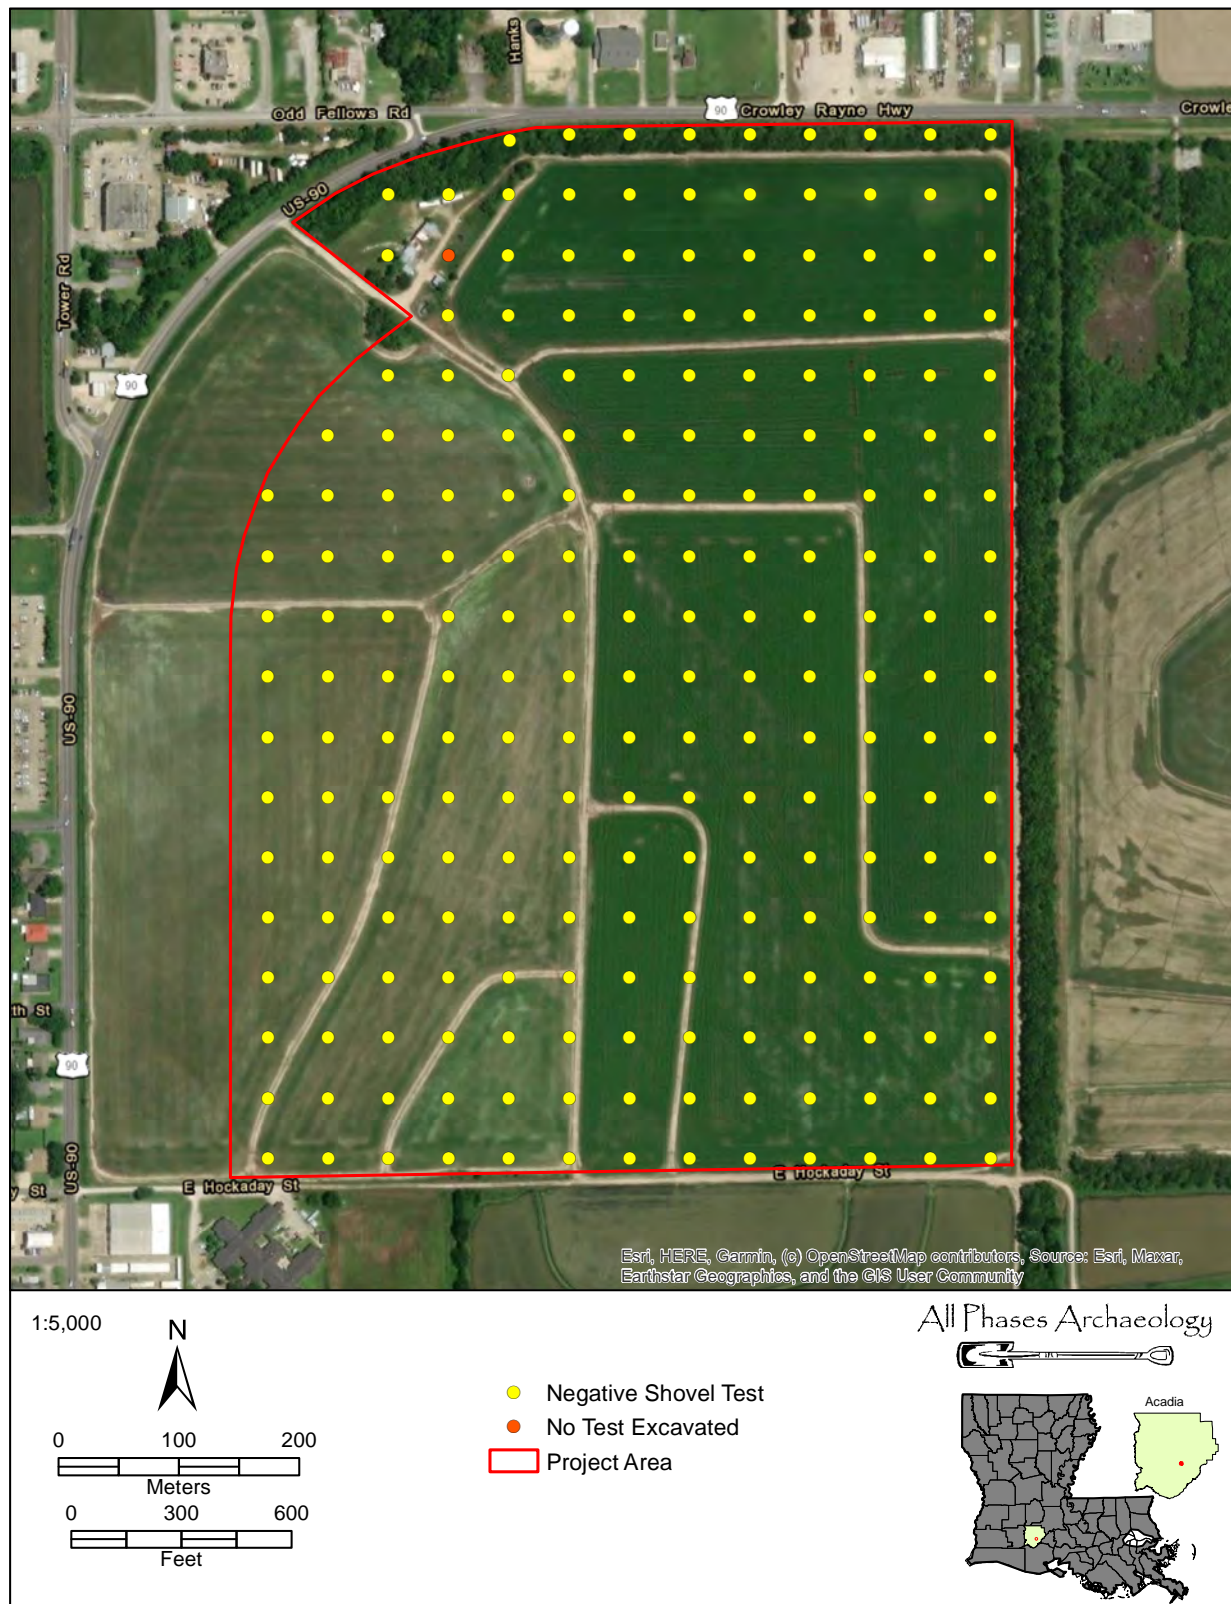 Hanks
Odd Fellows Rd
90
Crowley Rayne Hwy
Crowle
US-90
Tower Rd
90
US-90
th St
90
US-90
y St
E Hockaday St
E Hockaday St
Esri, HERE, Garmin, (c) OpenStreetMap contributors, Source: Esri, Maxar,
Earthstar Geographics, and the GIS User Community
1:5,000
N
0 100 200
Meters
0 300 600
Feet
Negative Shovel Test
No Test Excavated
Project Area
All Phases Archaeology
Acadia